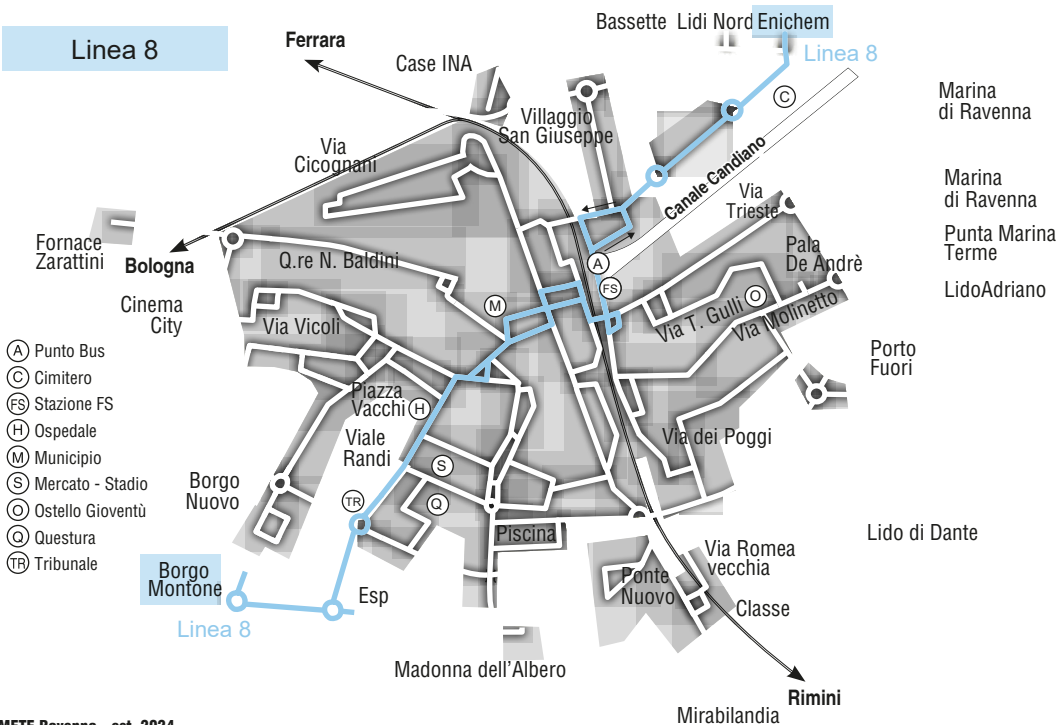 Linea 8
Ferrara
Bassette Lidi Nord Enichem
Linea 8
Case INA
C
Marina
di Ravenna
Villaggio
San Giuseppe
Via
Cicognani
Canale Candiano
Via
Trieste
Marina
di Ravenna
Fornace
Zarattini
Bologna
Q.re N. Baldini
A
FS
Pala
De Andrè
Punta Marina
Terme
LidoAdriano
Cinema
City
M
O
Via Vicoli
Via T. Gulli
Via Molinetto
Porto
Fuori
A Punto Bus
C Cimitero
FS Stazione FS
H Ospedale
M Municipio
S Mercato - Stadio
O Ostello Gioventù
Q Questura
TR Tribunale
Piazza
Vacchi
H
Viale
Randi
Via dei Poggi
S
Borgo
Nuovo
TR
Q
Piscina
Lido di Dante
Via Romea
vecchia
Borgo
Montone
Ponte
Nuovo
Esp
Classe
Linea 8
Madonna dell'Albero
Rimini
Mirabilandia